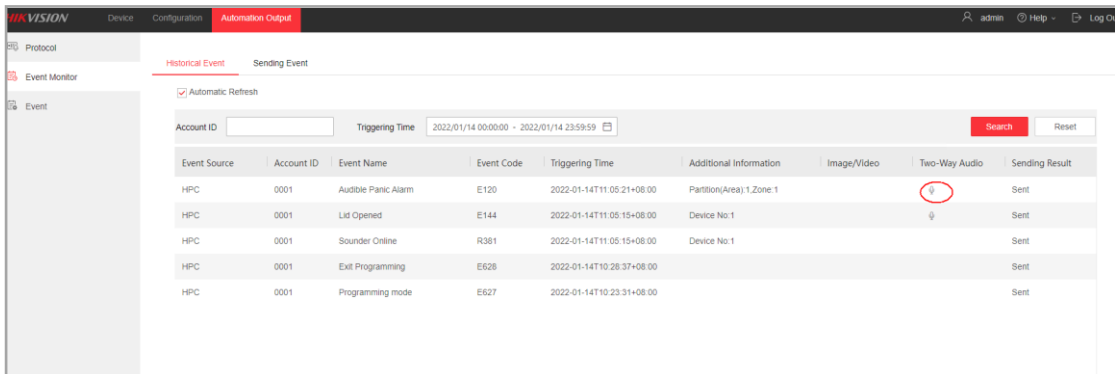 HIKVISION Device Configuration Automation Output admin Help Log Ou
Protocol
Event Monitor
Event
Historical Event Sending Event
Automatic Refresh
Account ID Triggering Time 2022/01/14 00:00:00 - 2022/01/14 23:59:59 Search Reset
Event Source Account ID Event Name Event Code Triggering Time Additional Information Image/Video Two-Way Audio Sending Result
HPC 0001 Audible Panic Alarm E120 2022-01-14T11:05:21+08:00 Partition(Area):1,Zone:1 Sent
HPC 0001 Lid Opened E144 2022-01-14T11:05:15+08:00 Device No:1 Sent
HPC 0001 Sounder Online R381 2022-01-14T11:05:15+08:00 Device No:1 Sent
HPC 0001 Exit Programming E628 2022-01-14T10:28:37+08:00 Sent
HPC 0001 Programming mode E627 2022-01-14T10:23:31+08:00 Sent